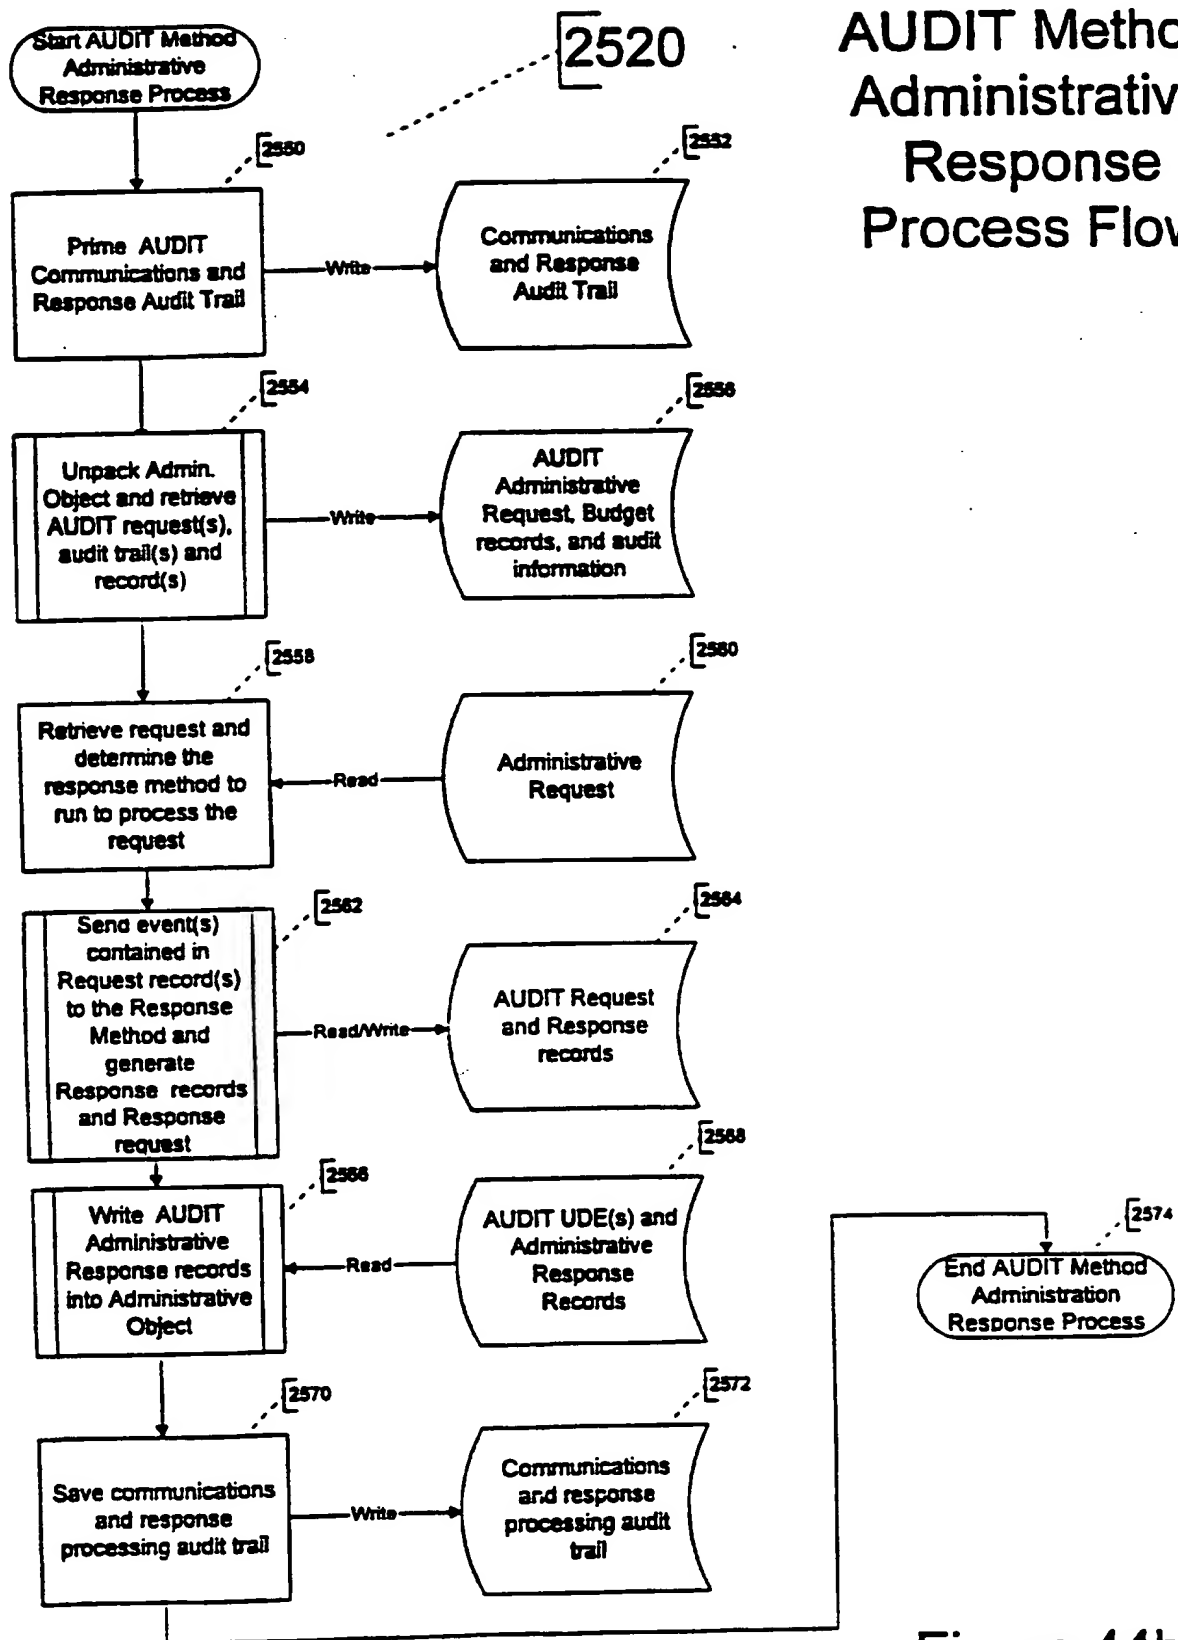 Start AUDIT Method
Administrative
Response Process
2520
AUDIT Metho
Administrativ
Response
Process Flow
2550
Prime AUDIT
Communications and
Response Audit Trail
Write
2552
Communications
and Response
Audit Trail
2554
Unpack Admin.
Object and retrieve
AUDIT request(s),
audit trail(s) and
record(s)
Write
2556
AUDIT
Administrative
Request, Budget
records, and audit
information
2558
Retrieve request and
determine the
response method to
run to process the
request
Read
2560
Administrative
Request
2562
Send event(s)
contained in
Request record(s)
to the Response
Method and
generate
Response records
and Response
request
Read/Write
2564
AUDIT Request
and Response
records
2566
Write AUDIT
Administrative
Response records
into Administrative
Object
Read
2568
AUDIT UDE(s) and
Administrative
Response
Records
2570
Save communications
and response
processing audit trail
Write
2572
Communications
and response
processing audit
trail
2574
End AUDIT Method
Administration
Response Process
Figure 44b